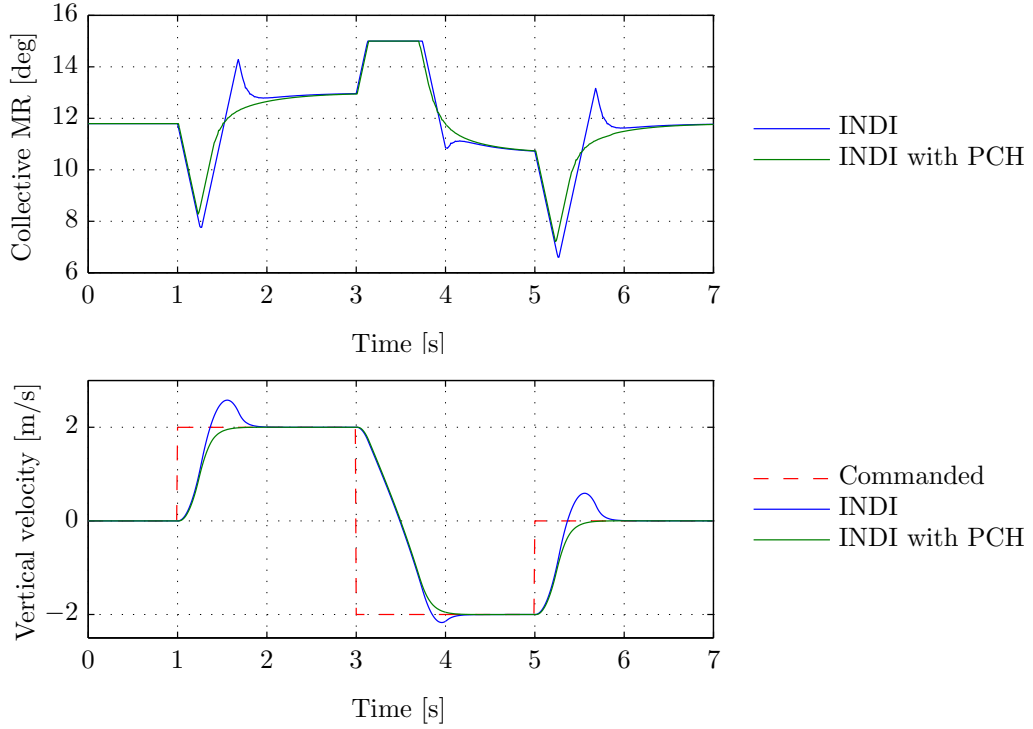 16
14
12
10
8
6
Collective MR [deg]
0 1 2 3 4 5 6 7
Time [s]
INDI
INDI with PCH
2
0
−2
Vertical velocity [m/s]
0 1 2 3 4 5 6 7
Time [s]
Commanded
INDI
INDI with PCH